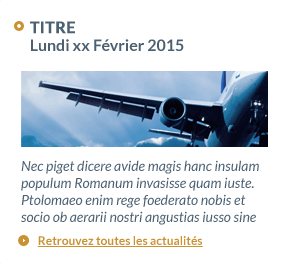 TITRE
Lundi xx Février 2015
Nec piget dicere avide magis hanc insulam
populum Romanum invasisse quam iuste.
Ptolomaeo enim rege foederato nobis et
socio ob aerarii nostri angustias iusso sine
Retrouvez toutes les actualités